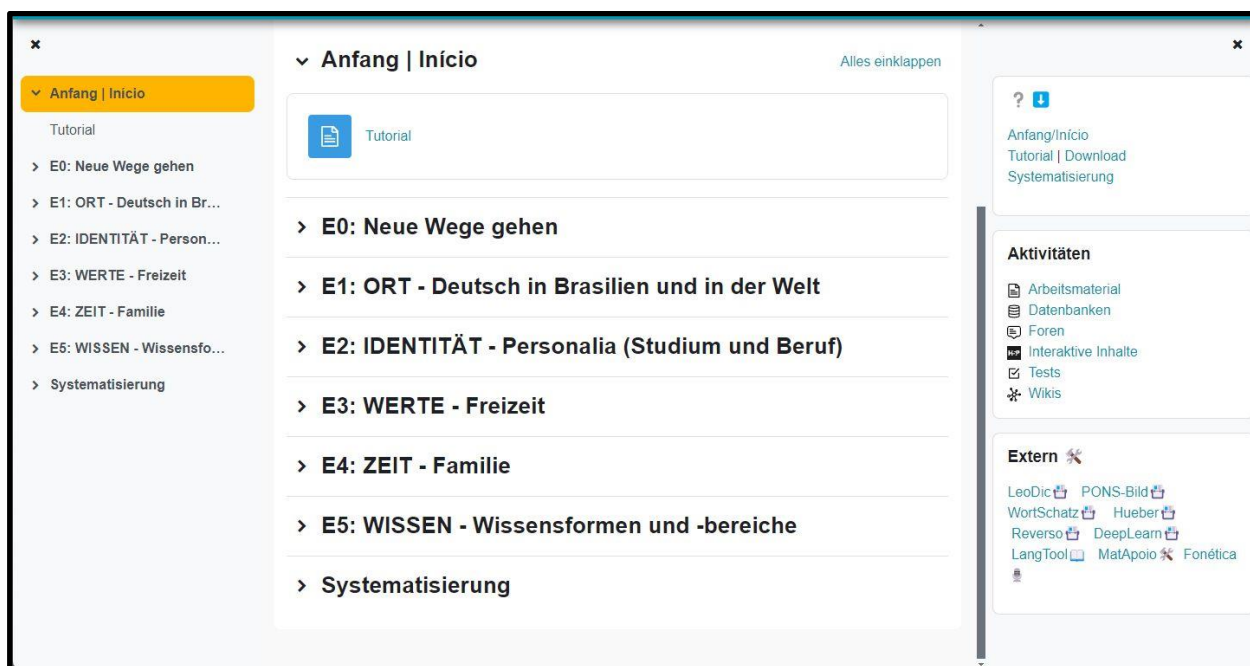 Anfang | Inicio
Tutorial
E0: Neue Wege gehen
E1: ORT - Deutsch in Br...
E2: IDENTITÄT - Person...
E3: WERTE - Freizeit
E4: ZEIT - Familie
E5: WISSEN - Wissensfo...
Systematisierung
Anfang | Início
Alles einklappen
Tutorial
E0: Neue Wege gehen
E1: ORT - Deutsch in Brasilien und in der Welt
E2: IDENTITÄT - Personalia (Studium und Beruf)
E3: WERTE - Freizeit
E4: ZEIT - Familie
E5: WISSEN - Wissensformen und -bereiche
Systematisierung
?
Anfang/Início
Tutorial | Download
Systematisierung
Aktivitäten
Arbeitsmaterial
Datenbanken
Foren
H-P Interaktive Inhalte
Tests
Wikis
Extern
LeoDic PONS-Bild
WortSchatz Hueber
Reverso DeepLearn
LangTool MatApoio Fonética